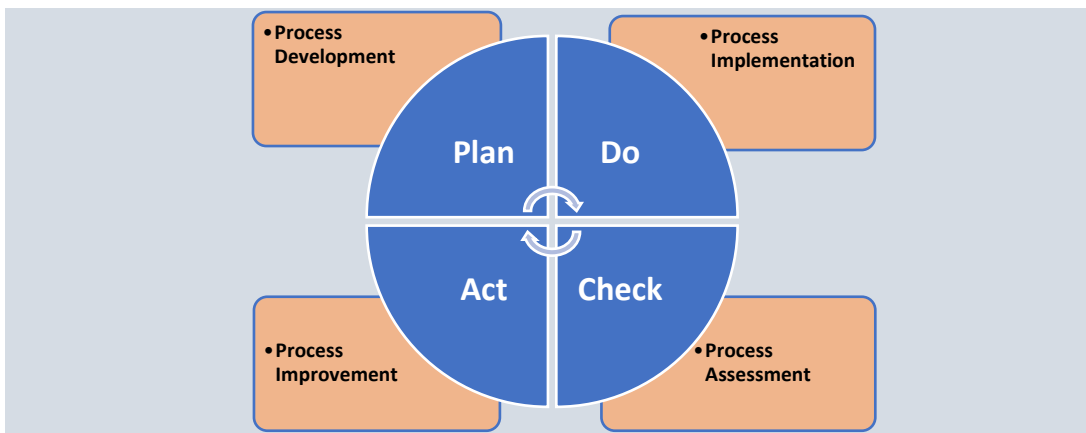 •Process
Development
•Process
Implementation
Plan
Do
Act
Check
•Process
Improvement
•Process
Assessment